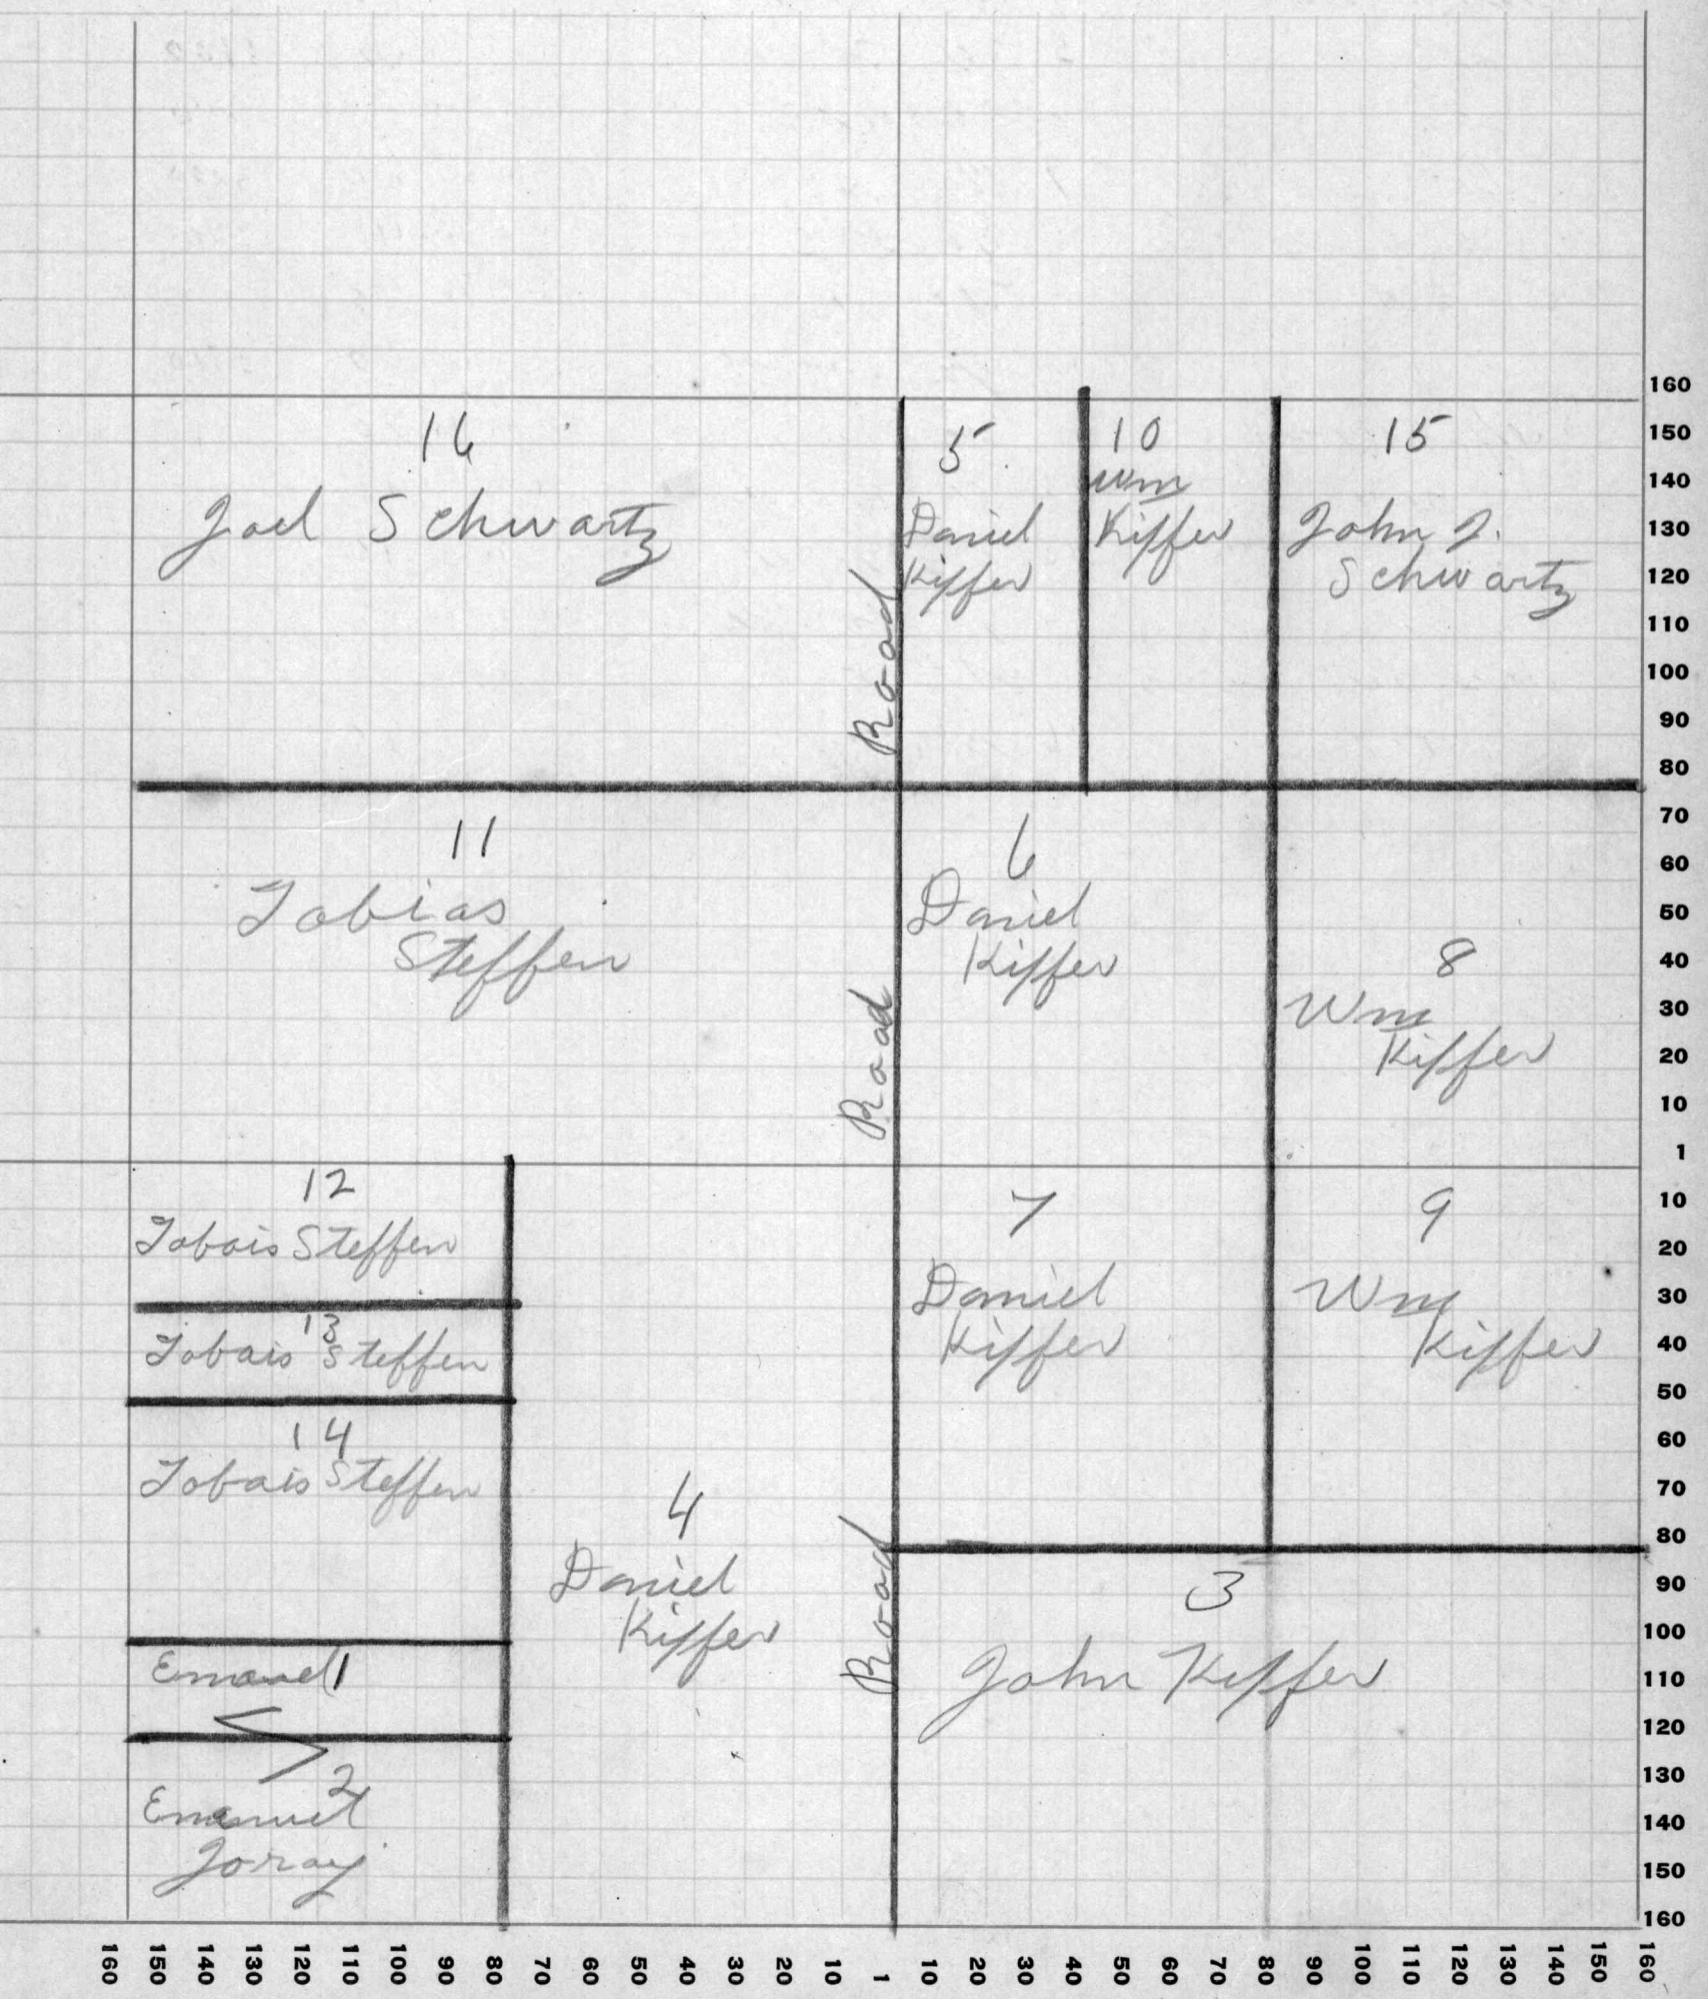 16
Joel Schwartz
5
Daniel
Kiffer
10
Wm
Kiffer
15
John J.
Schwartz
Road
11
Tobias
Steffen
6
Daniel
Kiffer
8
Wm
Kiffer
Road
12
Tobais Steffen
13
Tobais Steffen
14
Tobais Steffen
7
Daniel
Kiffer
9
Wm
Kiffer
4
Daniel
Kiffer
Road
3
John Kiffer
Emanuel 1
2
Emanuel
Joray
160
150
140
130
120
110
100
90
80
70
60
50
40
30
20
10
1
10
20
30
40
50
60
70
80
90
100
110
120
130
140
150
160
160 150 140 130 120 110 100 90 80 70 60 50 40 30 20 10 1 10 20 30 40 50 60 70 80 90 100 110 120 130 140 150 160